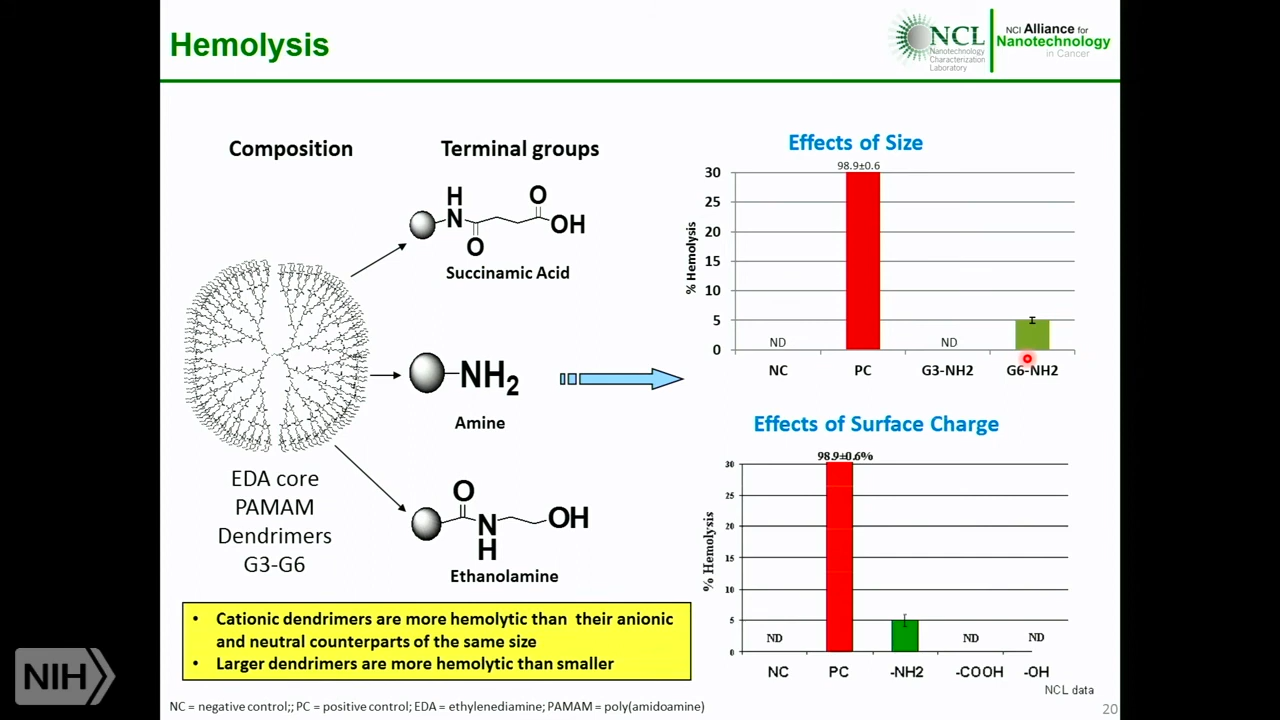 Hemolysis
NCL
Nanotechnology
Characterization
Laboratory
NCI Alliance for
Nanotechnology
in Cancer
Composition
Terminal groups
H
N
O
O
OH
Succinamic Acid
NH2
Amine
O
N
H
OH
Ethanolamine
EDA core
PAMAM
Dendrimers
G3-G6
Effects of Size
98.9±0.6
30
25
20
15
10
5
0
% Hemolysis
ND
ND
NC
PC
G3-NH2
G6-NH2
Effects of Surface Charge
98.9±0.6%
30
25
20
15
10
5
0
% Hemolysis
ND
ND
ND
NC
PC
-NH2
-COOH
-OH
NCL data
• Cationic dendrimers are more hemolytic than their anionic
and neutral counterparts of the same size
• Larger dendrimers are more hemolytic than smaller
NIH
NC = negative control;; PC = positive control; EDA = ethylenediamine; PAMAM = poly(amidoamine)
20